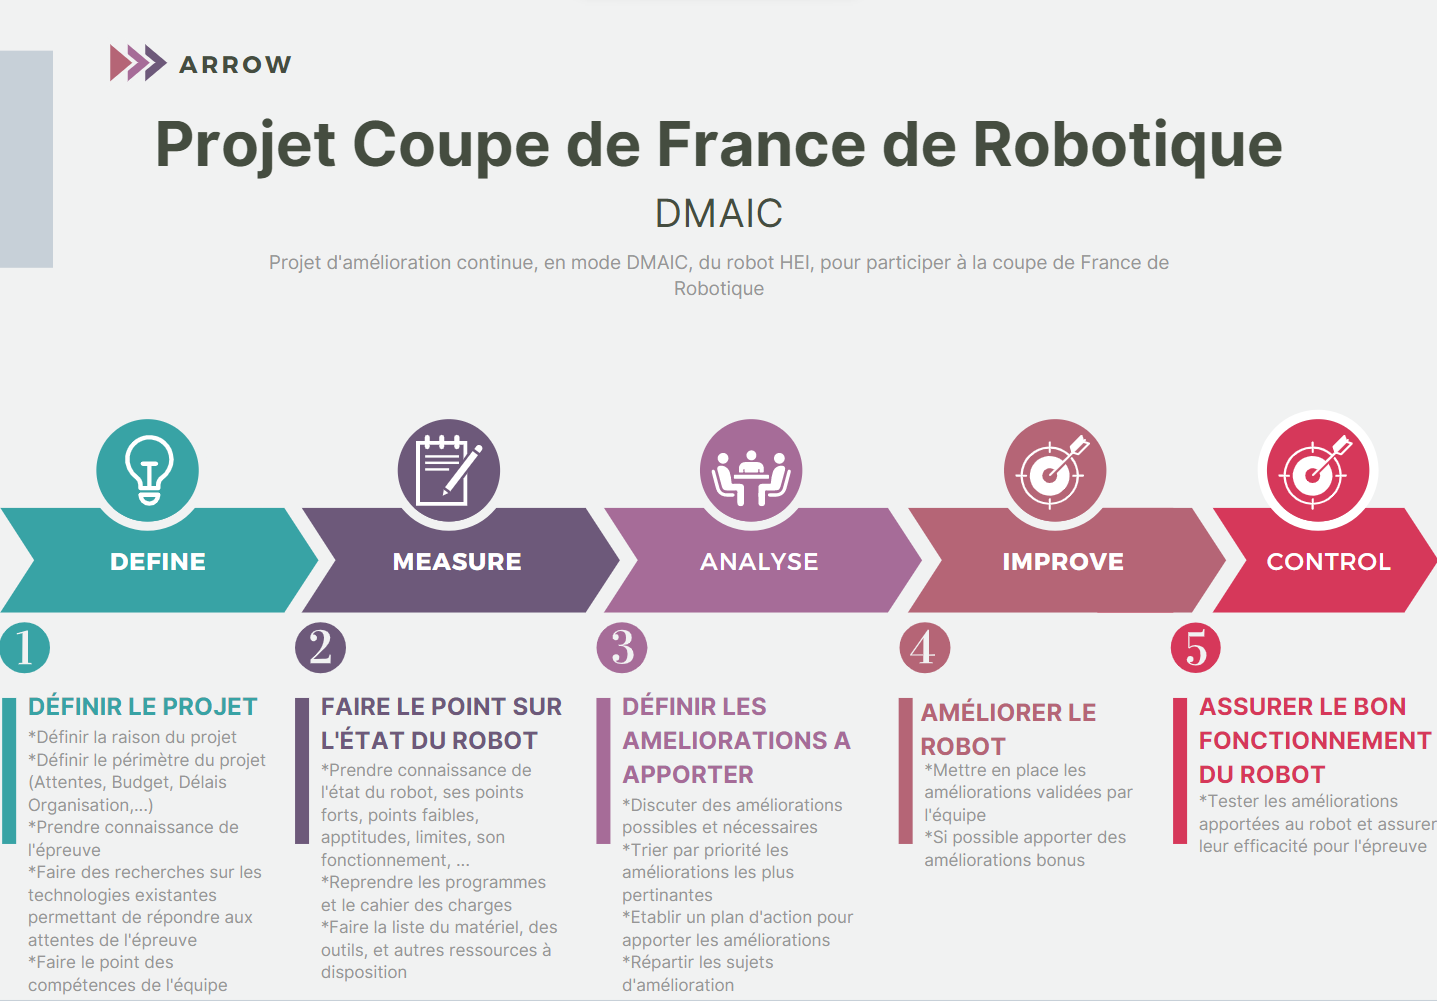 ARROW
Projet Coupe de France de Robotique
DMAIC
Projet d'amélioration continue, en mode DMAIC, du robot HEI, pour participer à la coupe de France de
Robotique
DEFINE
MEASURE
ANALYSE
IMPROVE
CONTROL
1
DÉFINIR LE PROJET
*Définir la raison du projet
*Définir le périmètre du projet
(Attentes, Budget, Délais
Organisation,...)
*Prendre connaissance de
l'épreuve
*Faire des recherches sur les
technologies existantes
permettant de répondre aux
attentes de l'épreuve
*Faire le point des
compétences de l'équipe
2
FAIRE LE POINT SUR
L'ÉTAT DU ROBOT
*Prendre connaissance de
l'état du robot, ses points
forts, points faibles,
apptitudes, limites, son
fonctionnement, ...
*Reprendre les programmes
et le cahier des charges
*Faire la liste du matériel, des
outils, et autres ressources à
disposition
3
DÉFINIR LES
AMELIORATIONS A
APPORTER
*Discuter des améliorations
possibles et nécessaires
*Trier par priorité les
améliorations les plus
pertinantes
*Etablir un plan d'action pour
apporter les améliorations
*Répartir les sujets
d'amélioration
4
AMÉLIORER LE
ROBOT
*Mettre en place les
améliorations validées par
l'équipe
*Si possible apporter des
améliorations bonus
5
ASSURER LE BON
FONCTIONNEMENT
DU ROBOT
*Tester les améliorations
apportées au robot et assurer
leur efficacité pour l'épreuve